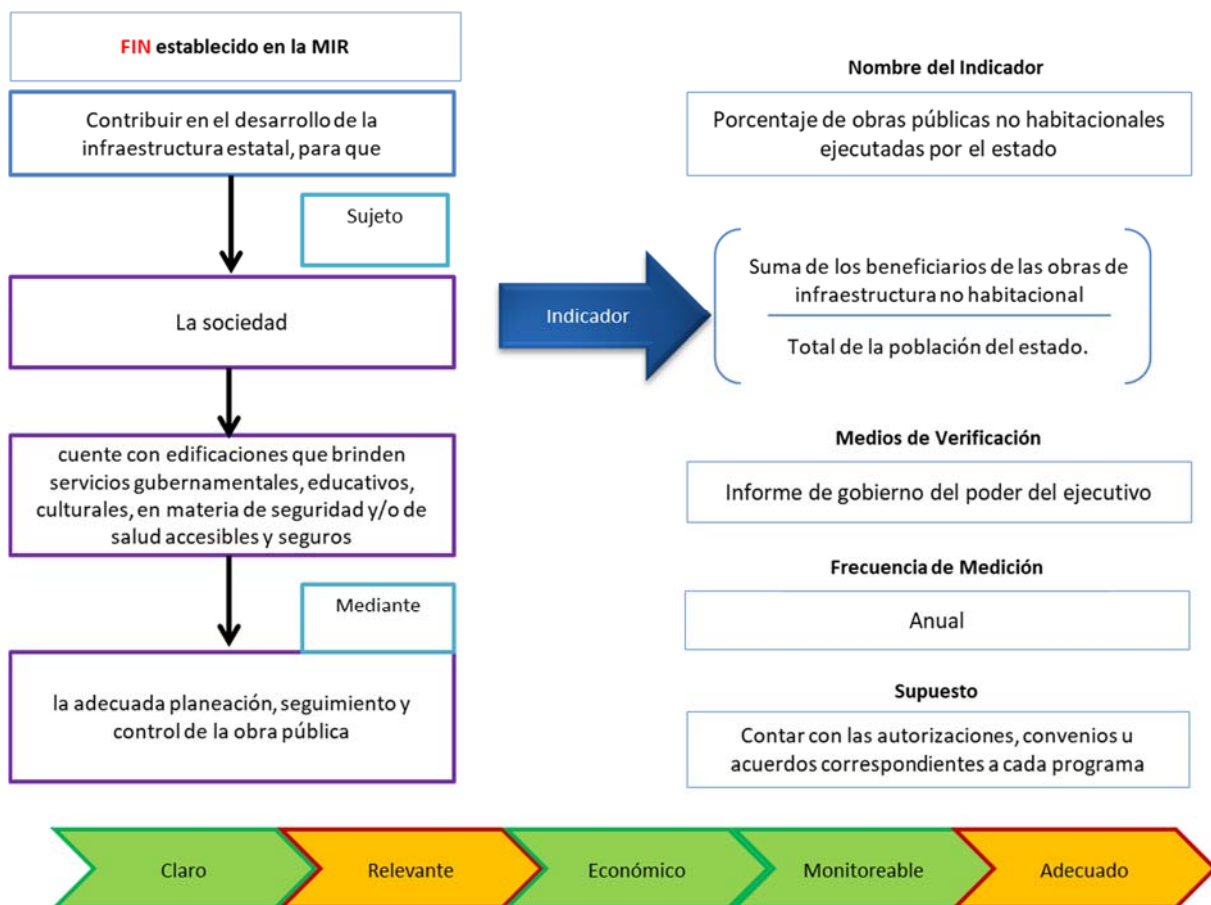 FIN establecido en la MIR
Contribuir en el desarrollo de la
infraestructura estatal, para que
Sujeto
La sociedad
cuente con edificaciones que brinden
servicios gubernamentales, educativos,
culturales, en materia de seguridad y/o de
salud accesibles y seguros
Mediante
la adecuada planeación, seguimiento y
control de la obra pública
Indicador
Nombre del Indicador
Porcentaje de obras públicas no habitacionales
ejecutadas por el estado
Suma de los beneficiarios de las obras de
infraestructura no habitacional
Total de la población del estado.
Medios de Verificación
Informe de gobierno del poder del ejecutivo
Frecuencia de Medición
Anual
Supuesto
Contar con las autorizaciones, convenios u
acuerdos correspondientes a cada programa
Claro
Relevante
Económico
Monitoreable
Adecuado